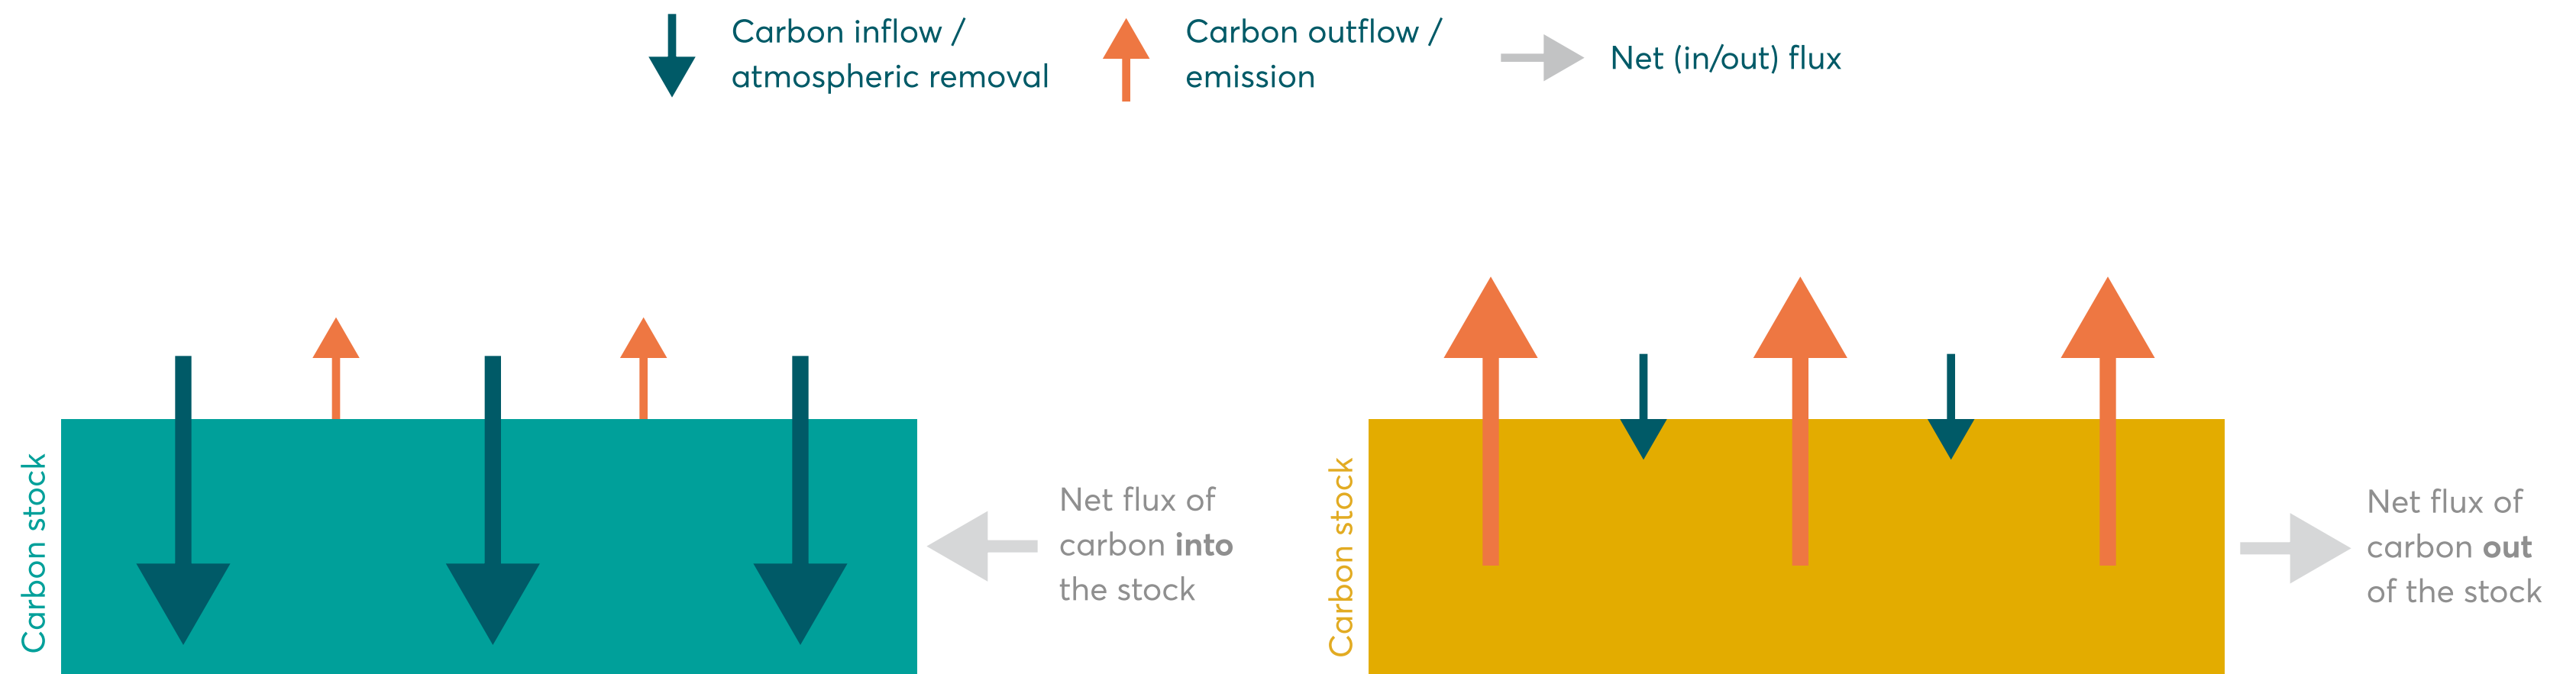 Carbon inflow /
atmospheric removal
Carbon outflow /
emission
Net (in/out) flux
Carbon stock
Net flux of
carbon into
the stock
Carbon stock
Net flux of
carbon out
of the stock